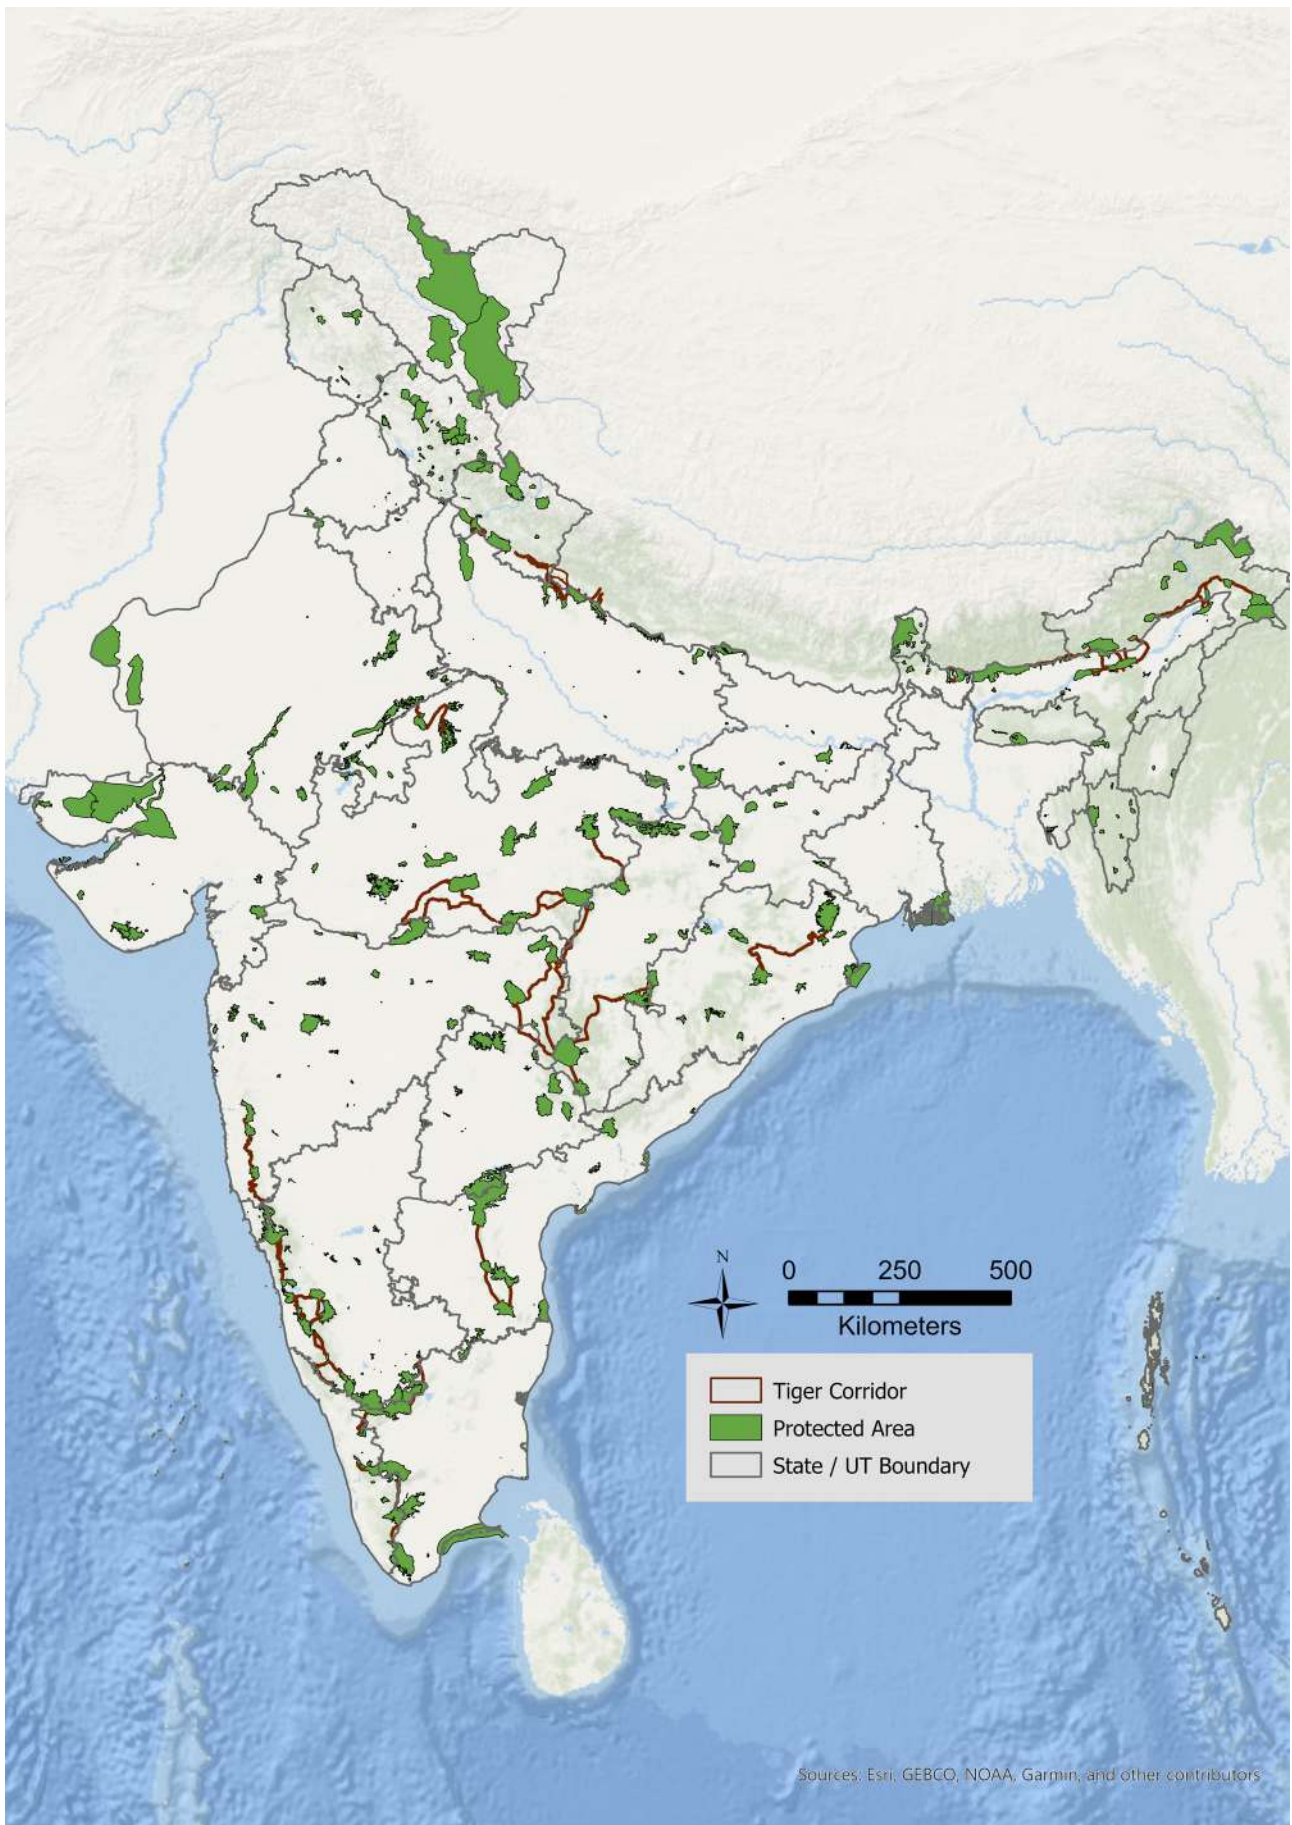 N
0 250 500
Kilometers
Tiger Corridor
Protected Area
State / UT Boundary
Sources: Esri, GEBCO, NOAA, Garmin, and other contributors